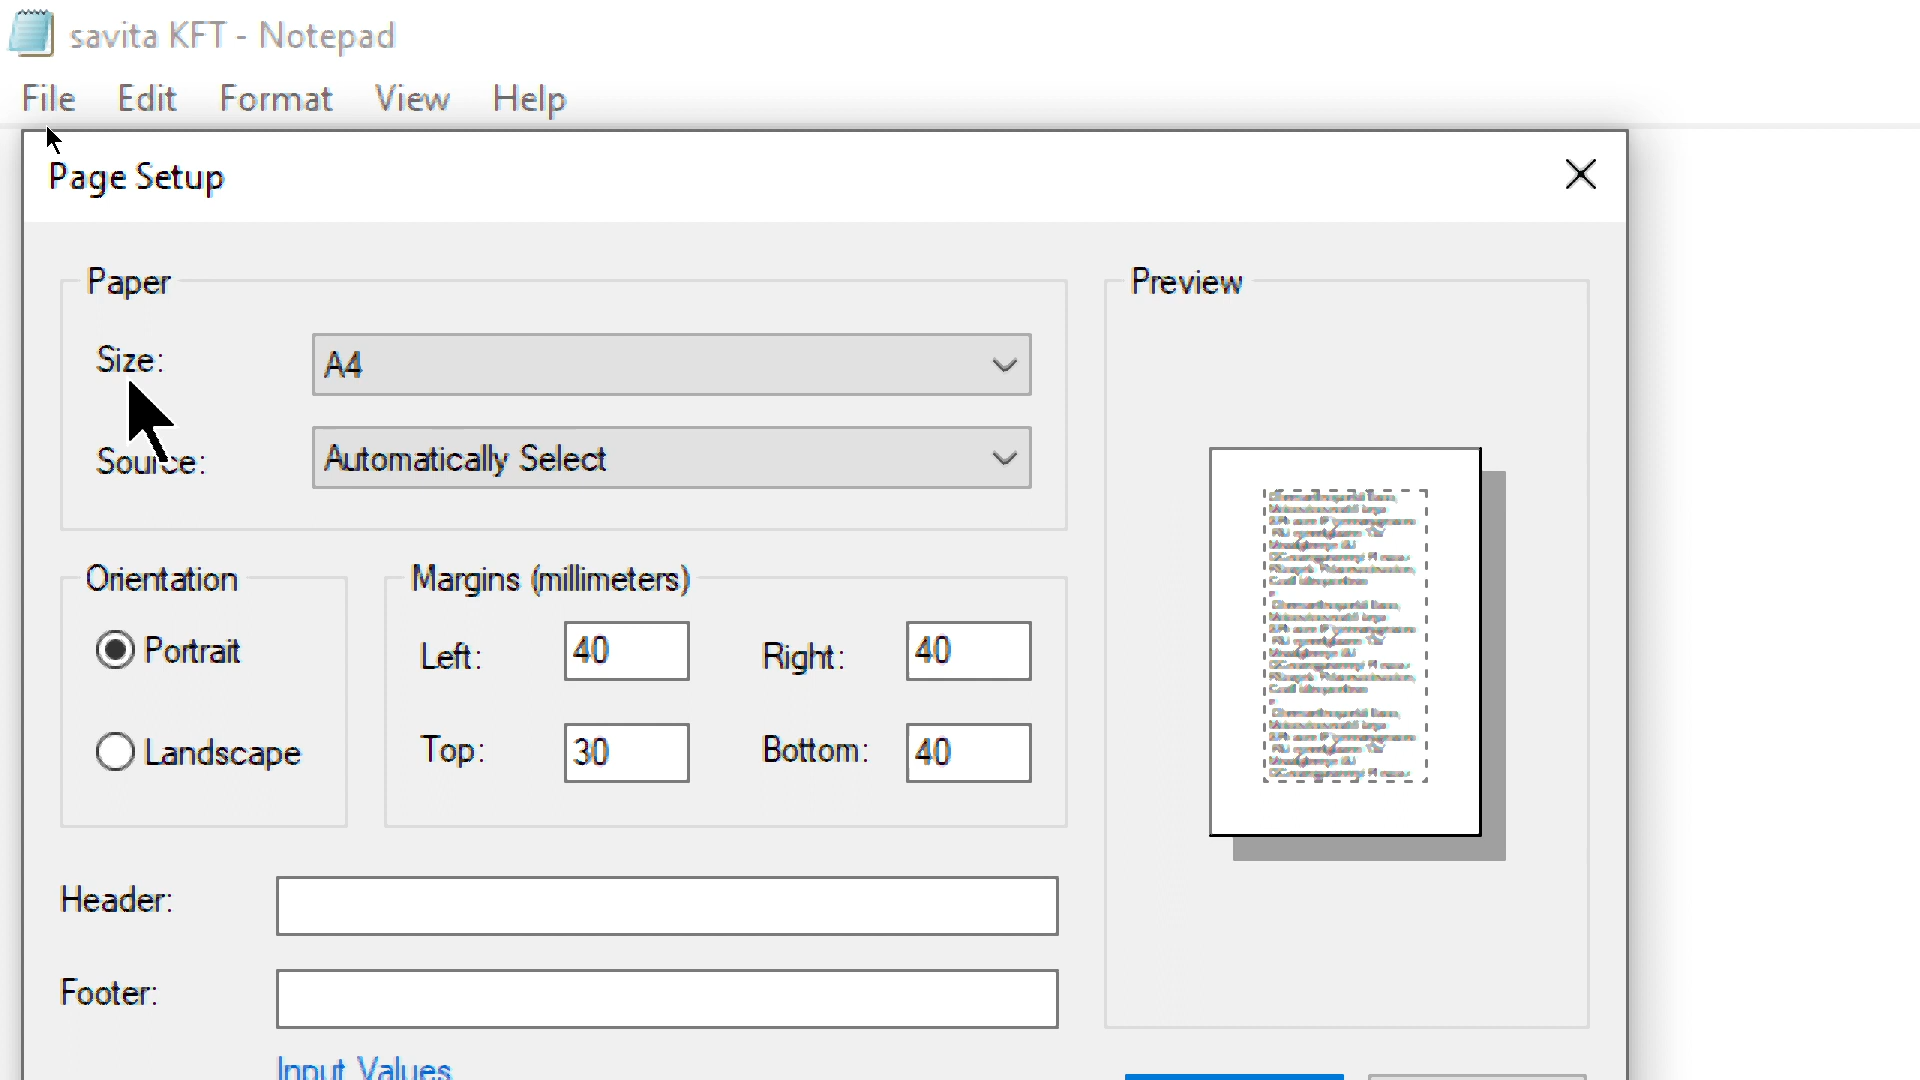 savita KFT - Notepad
File Edit Format View Help
Page Setup
Paper
Size: A4
Source: Automatically Select
Orientation
Portrait
Landscape
Margins (millimeters)
Left: 40 Right: 40
Top: 30 Bottom: 40
Header:
Footer:
Input Values
Preview